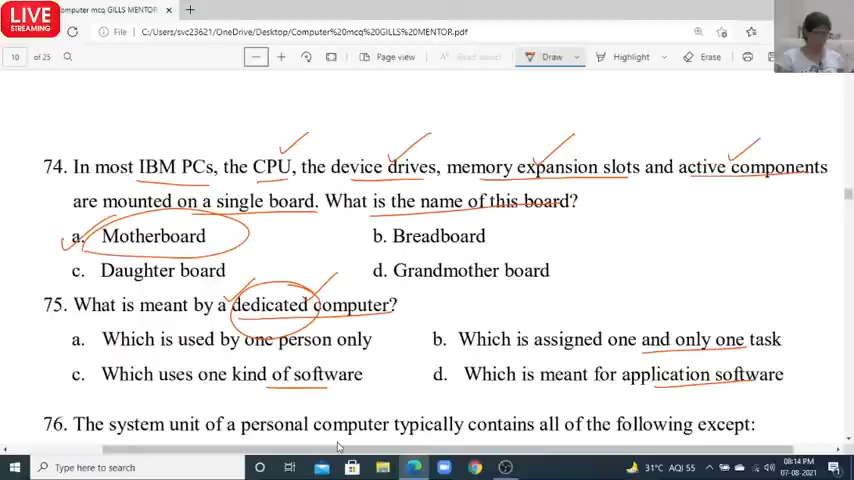 LIVE
STREAMING
Computer mcq GILLS MENTOR
File
C:/Users/svc23621/OneDrive/Desktop/Computer%20mcq%20GILLS%20MENTOR.pdf
10 of 25
Page view
Read aloud
Draw
Highlight
Erase
74. In most IBM PCs, the CPU, the device drives, memory expansion slots and active components
are mounted on a single board. What is the name of this board?
a. Motherboard
b. Breadboard
c. Daughter board
d. Grandmother board
75. What is meant by a dedicated computer?
a. Which is used by one person only
b. Which is assigned one and only one task
c. Which uses one kind of software
d. Which is meant for application software
76. The system unit of a personal computer typically contains all of the following except:
Type here to search
31°C AQI 55
08:14 PM
07-08-2021